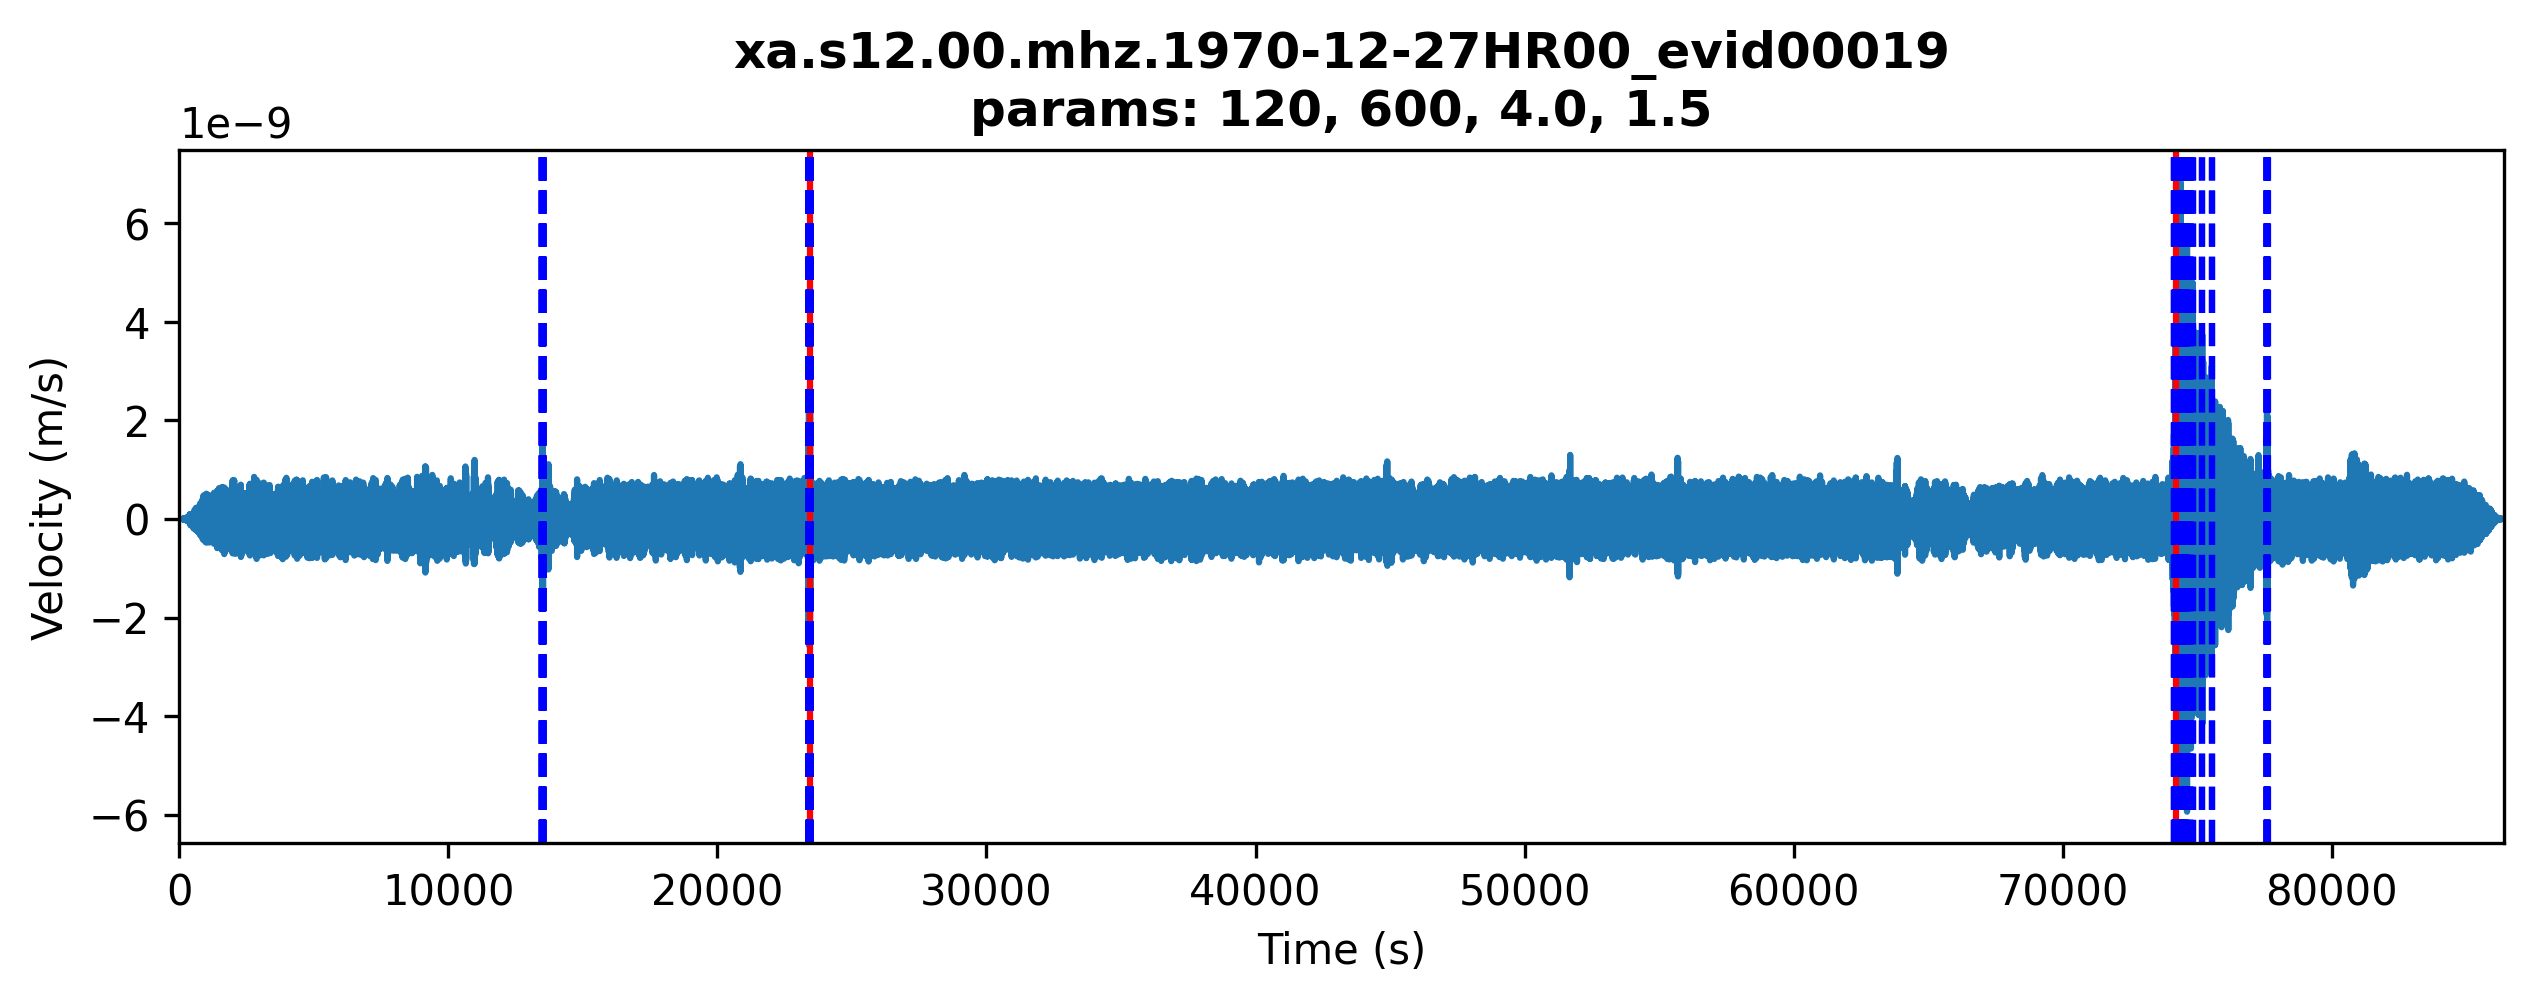 xa.s12.00.mhz.1970-12-27HR00_evid00019
params: 120, 600, 4.0, 1.5
1e−9
6
4
2
0
−2
−4
−6
Velocity (m/s)
0 10000 20000 30000 40000 50000 60000 70000 80000
Time (s)